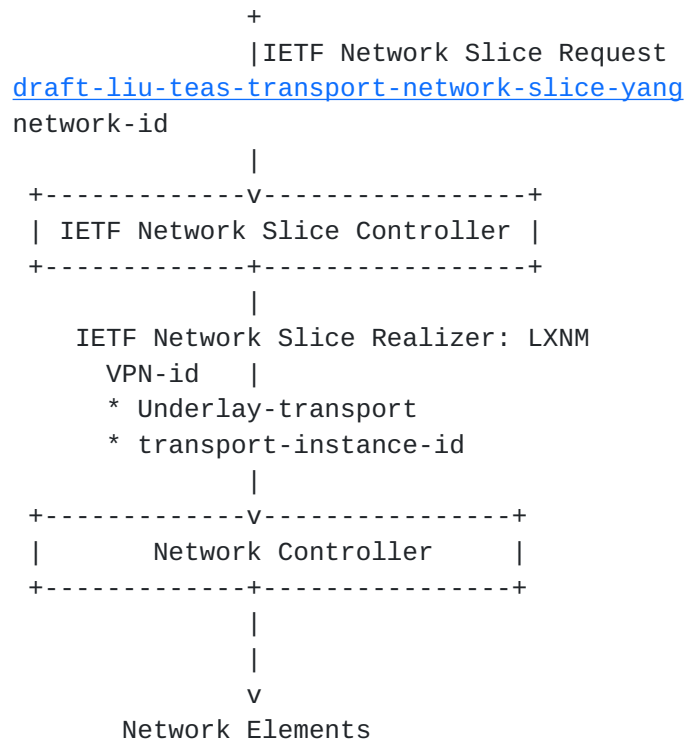 +
|IETF Network Slice Request
draft-liu-teas-transport-network-slice-yang
network-id
|
+-------------v-----------------+
| IETF Network Slice Controller |
+-------------+-----------------+
|
IETF Network Slice Realizer: LXNM
VPN-id   |
* Underlay-transport
* transport-instance-id
|
+-------------v----------------+
|        Network Controller    |
+-------------+----------------+
|
|
v
Network Elements